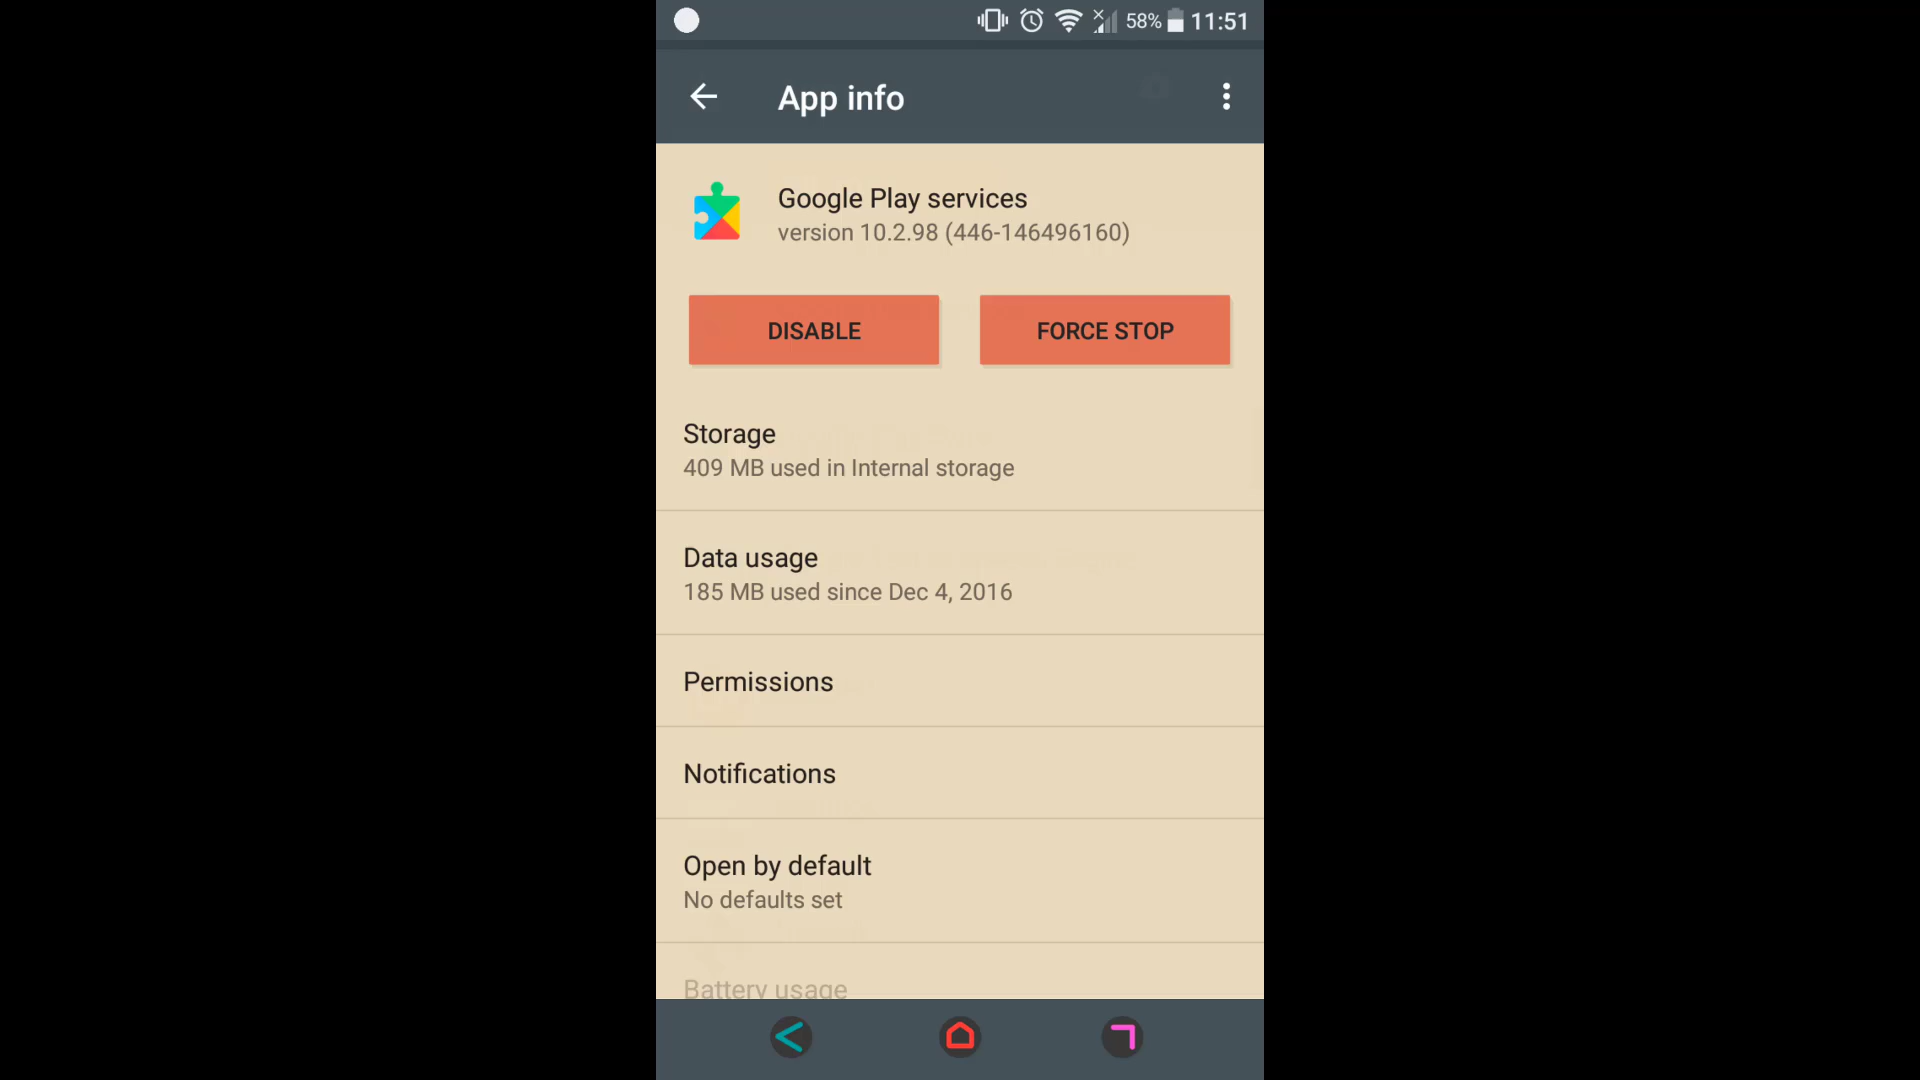 58% 11:51
App info
Google Play services
version 10.2.98 (446-146496160)
DISABLE FORCE STOP
Storage
409 MB used in Internal storage
Data usage
185 MB used since Dec 4, 2016
Permissions
Notifications
Open by default
No defaults set
Battery usage